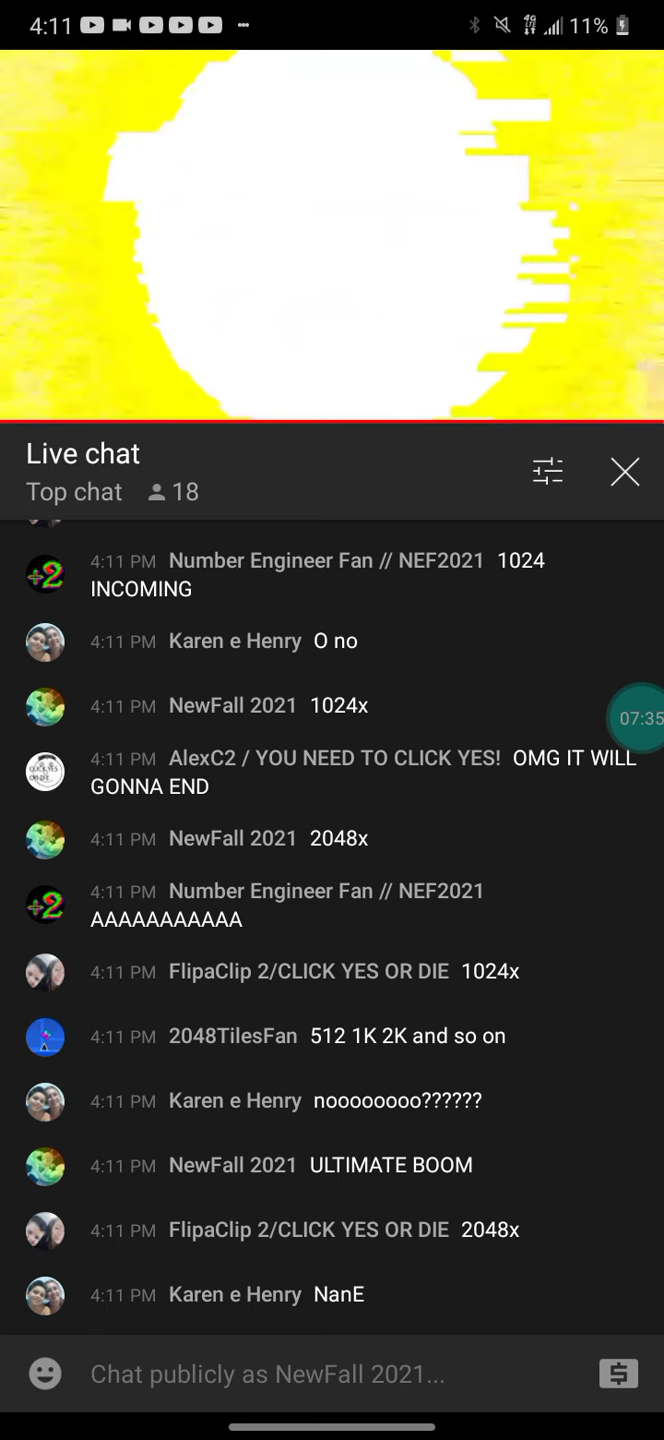 4:11 4G LTE 11%
Live chat
Top chat 18
4:11 PM Number Engineer Fan // NEF2021 1024
INCOMING
4:11 PM Karen e Henry O no
4:11 PM NewFall 2021 1024x
07:35
4:11 PM AlexC2 / YOU NEED TO CLICK YES! OMG IT WILL
GONNA END
4:11 PM NewFall 2021 2048x
4:11 PM Number Engineer Fan // NEF2021
AAAAAAAAAAA
4:11 PM FlipaClip 2/CLICK YES OR DIE 1024x
4:11 PM 2048TilesFan 512 1K 2K and so on
4:11 PM Karen e Henry noooooooo??????
4:11 PM NewFall 2021 ULTIMATE BOOM
4:11 PM FlipaClip 2/CLICK YES OR DIE 2048x
4:11 PM Karen e Henry NanE
Chat publicly as NewFall 2021...
+2
+2
$